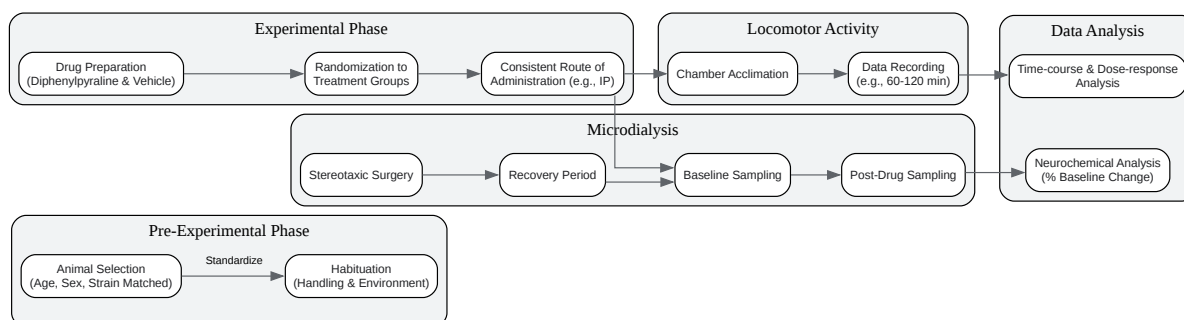 Experimental Phase
Drug Preparation
(Diphenylpyraline & Vehicle)
Randomization to
Treatment Groups
Consistent Route of
Administration (e.g., IP)
Locomotor Activity
Chamber Acclimation
Data Recording
(e.g., 60-120 min)
Data Analysis
Time-course & Dose-response
Analysis
Neurochemical Analysis
(% Baseline Change)
Microdialysis
Stereotaxic Surgery
Recovery Period
Baseline Sampling
Post-Drug Sampling
Pre-Experimental Phase
Animal Selection
(Age, Sex, Strain Matched)
Standardize
Habituation
(Handling & Environment)